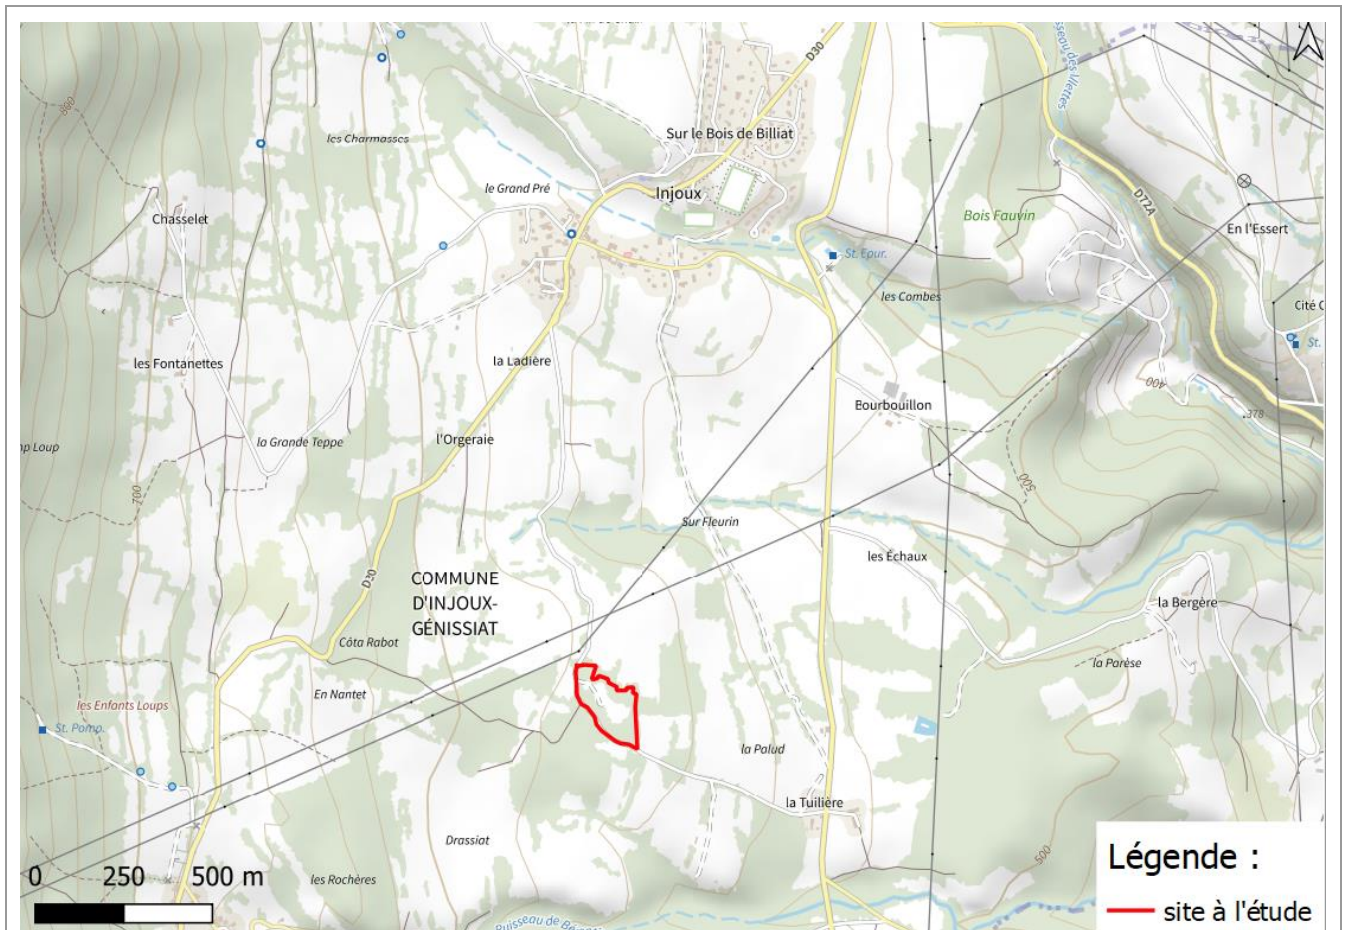 D30
Sur le Bois de Billiat
les Charmasses
le Grand Pré
Injoux
Chasselet
Bois Fauvin
D72A
En l'Essert
St. Epur.
les Combes
Cité
St.
la Ladière
les Fontanettes
800
400
378
Bourbouillon
l'Orgeraie
la Grande Teppe
Loup
700
500
Sur Fleurin
les Échaux
COMMUNE
D'INJOUX-
GÉNISSIAT
D30
la Bergère
Côta Rabot
la Parèse
En Nantet
les Enfants Loups
St. Pomp.
la Palud
la Tuilière
Drassiat
500
les Rochères
0 250 500 m
Légende :
site à l'étude